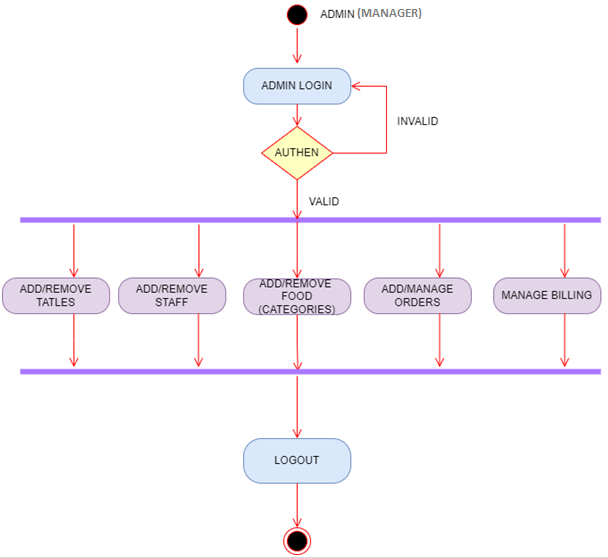 ADMIN (MANAGER)
ADMIN LOGIN
INVALID
AUTHEN
VALID
ADD/REMOVE
TATLES
ADD/REMOVE
STAFF
ADD/REMOVE
FOOD
(CATEGORIES)
ADD/MANAGE
ORDERS
MANAGE BILLING
LOGOUT